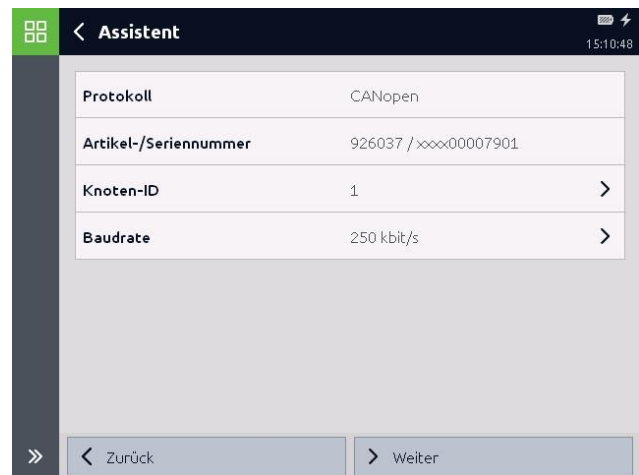 Assistent
15:10:48
Protokoll CANopen
Artikel-/Seriennummer 926037 / xxxx00007901
Knoten-ID 1
Baudrate 250 kbit/s
Zurück Weiter